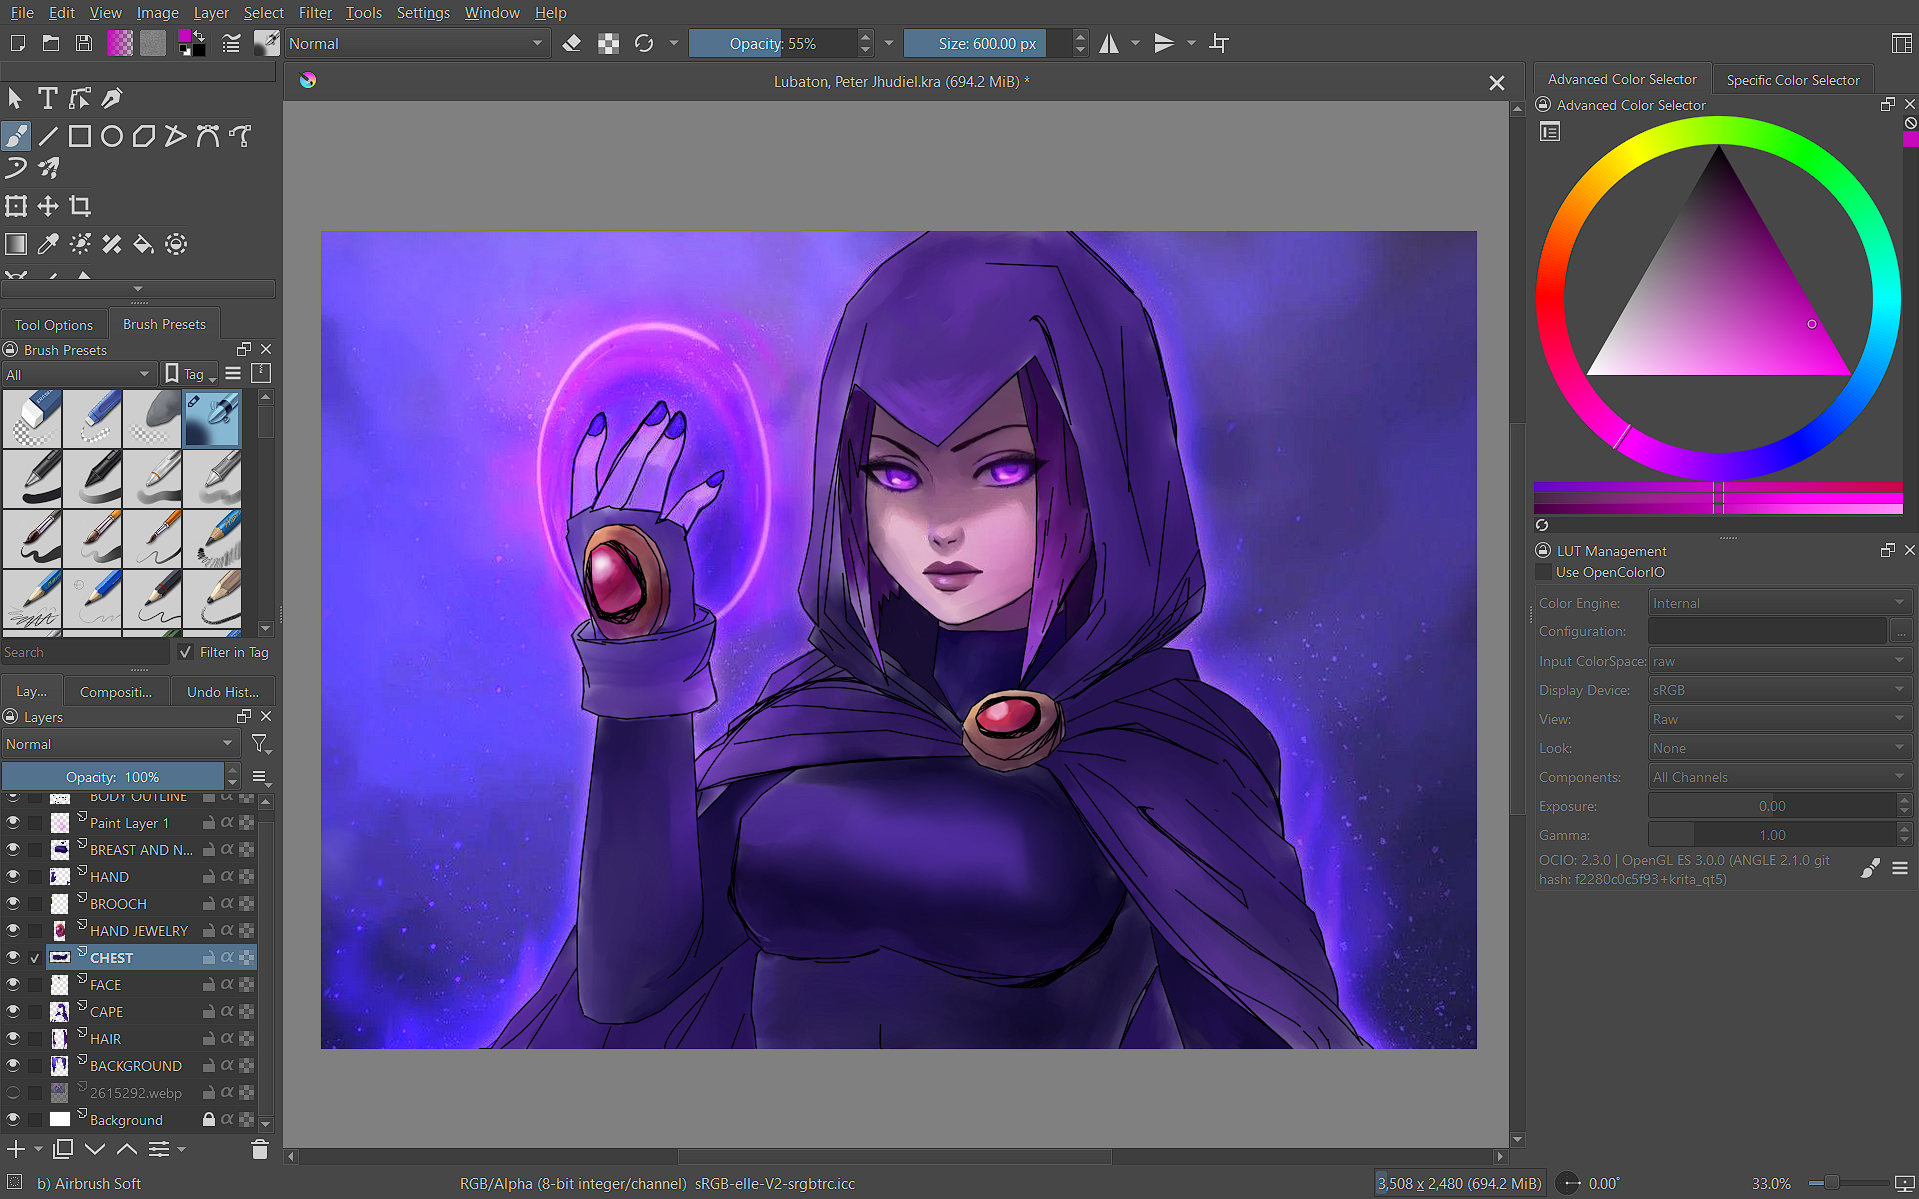 File Edit View Image Layer Select Filter Tools Settings Window Help
Normal Opacity: 55% Size: 600.00 px
Lubaton, Peter Jhudiel.kra (694.2 MiB) *
Advanced Color Selector Specific Color Selector
Advanced Color Selector
Tool Options Brush Presets
Brush Presets
All Tag
Search Filter in Tag
Lay... Compositi... Undo Hist...
Layers
Normal
Opacity: 100%
BODY OUTLINE
Paint Layer 1
BREAST AND N...
HAND
BROOCH
HAND JEWELRY
CHEST
FACE
CAPE
HAIR
BACKGROUND
2615292.webp
Background
LUT Management
Use OpenColorIO
Color Engine: Internal
Configuration: ...
Input ColorSpace: raw
Display Device: sRGB
View: Raw
Look: None
Components: All Channels
Exposure: 0.00
Gamma: 1.00
OCIO: 2.3.0 | OpenGL ES 3.0.0 (ANGLE 2.1.0 git
hash: f2280c0c5f93+krita_qt5)
b) Airbrush Soft RGB/Alpha (8-bit integer/channel) sRGB-elle-V2-srgbtrc.icc 3,508 x 2,480 (694.2 MiB) 0.00° 33.0%